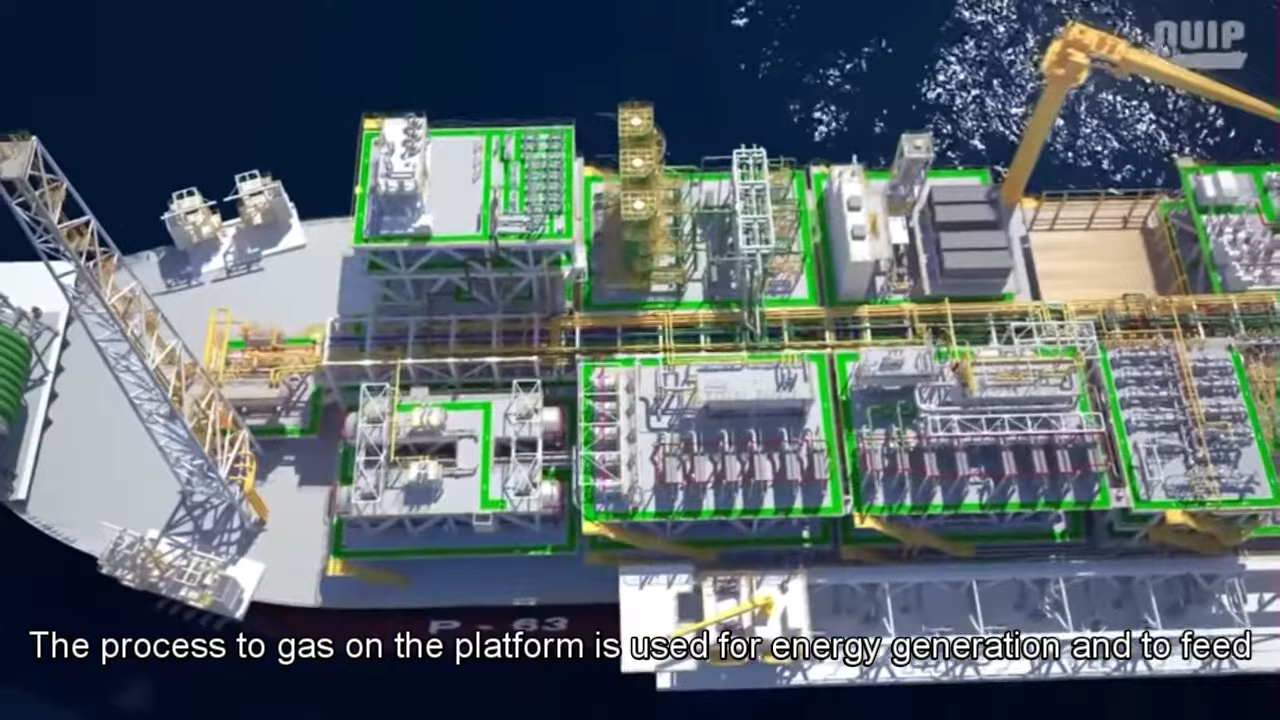 QUIP
P-63
The process to gas on the platform is used for energy generation and to feed